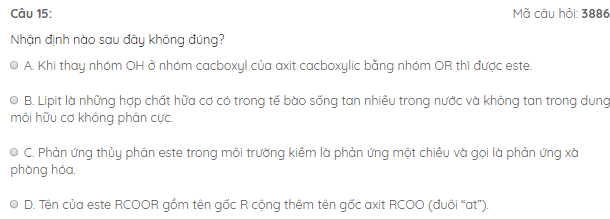 Câu 15: Mã câu hỏi: 3886
Nhận định nào sau đây không đúng?
A. Khi thay nhóm OH ở nhóm cacboxyl của axit cacboxylic bằng nhóm OR thì được este.
B. Lipit là những hợp chất hữu cơ có trong tế bào sống tan nhiều trong nước và không tan trong dung
môi hữu cơ không phân cực.
C. Phản ứng thủy phân este trong môi trường kiềm là phản ứng một chiều và gọi là phản ứng xà
phòng hóa.
D. Tên của este RCOOR gồm tên gốc R cộng thêm tên gốc axit RCOO (đuôi “at”).